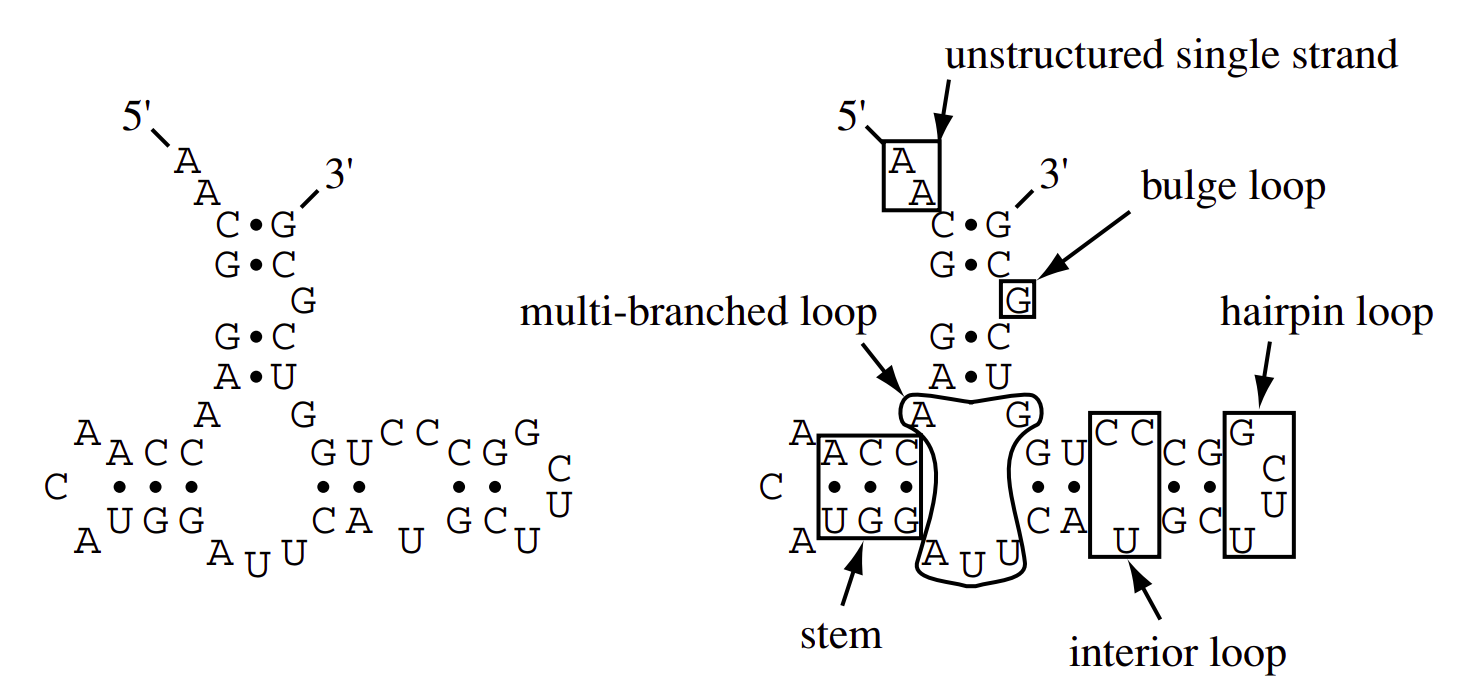 5'
A 3'
A
C • G
G • C
G
G • C
A • U
A G
A C C G
A C C G U C G
C • • • • • • • C
U
U G G C A G C
A A U U U U
unstructured single strand
5'
A 3'
A bulge loop
C • G
G • C
G
multi-branched loop hairpin loop
G • C
A • U
A G
A C C G
A C C G U C G
C • • • • • • • C
U
U G G C A G C
A A U U U U
stem
interior loop